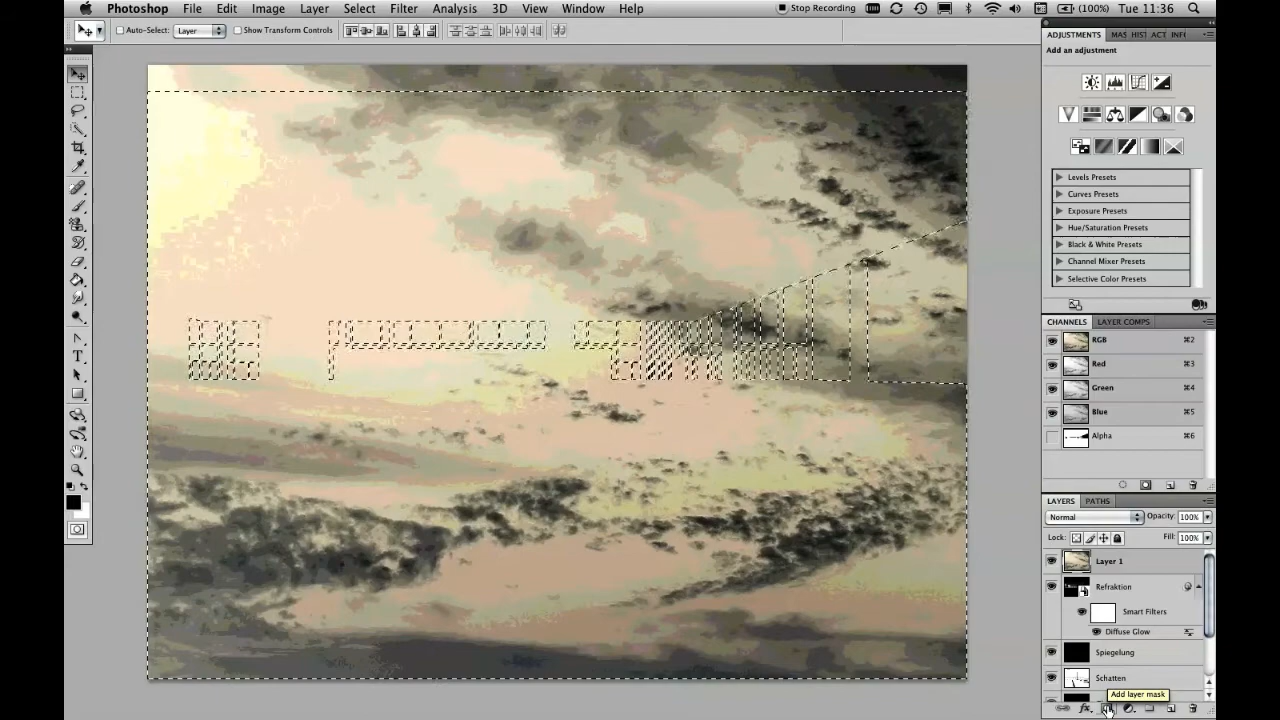 Photoshop File Edit Image Layer Select Filter Analysis 3D View Window Help Stop Recording (100%) Tue 11:36
Auto-Select: Layer Show Transform Controls
ADJUSTMENTS MAS HIST ACT INFO
Add an adjustment
Levels Presets
Curves Presets
Exposure Presets
Hue/Saturation Presets
Black & White Presets
Channel Mixer Presets
Selective Color Presets
CHANNELS LAYER COMPS
RGB ⌘2
Red ⌘3
Green ⌘4
Blue ⌘5
Alpha ⌘6
LAYERS PATHS
Normal Opacity: 100%
Lock: Fill: 100%
Layer 1
Refraktion
Smart Filters
Diffuse Glow
Spiegelung
Schatten
Add layer mask
fx